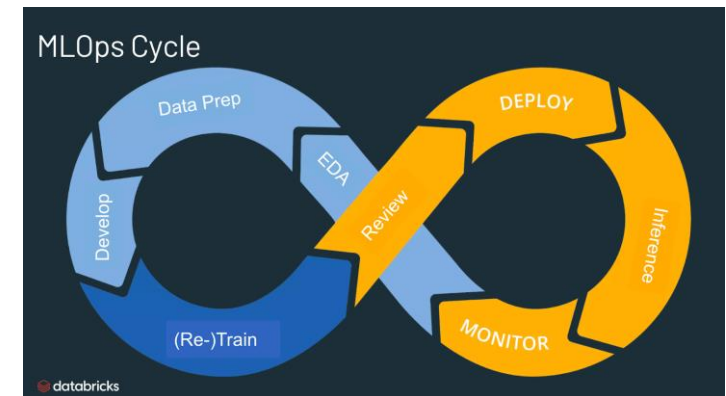 MLOps Cycle
Data Prep
DEPLOY
EDA
Review
Develop
Inference
(Re-)Train
MONITOR
databricks